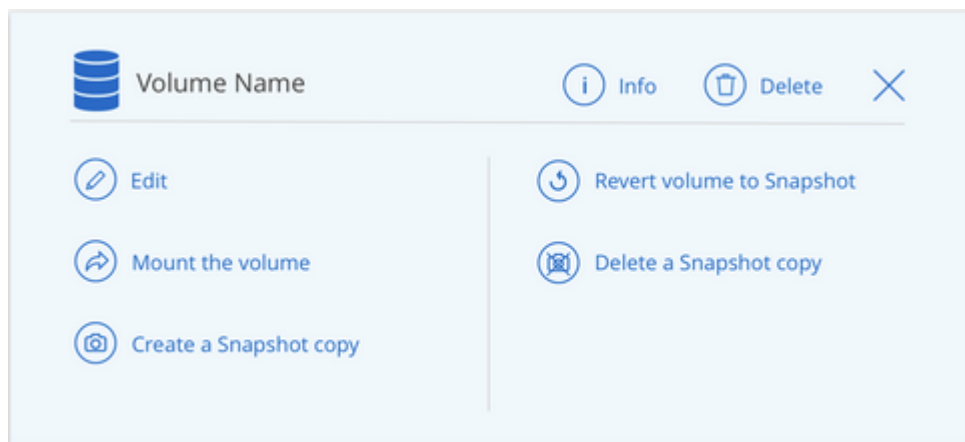 Volume Name
Info
Delete
Edit
Mount the volume
Create a Snapshot copy
Revert volume to Snapshot
Delete a Snapshot copy